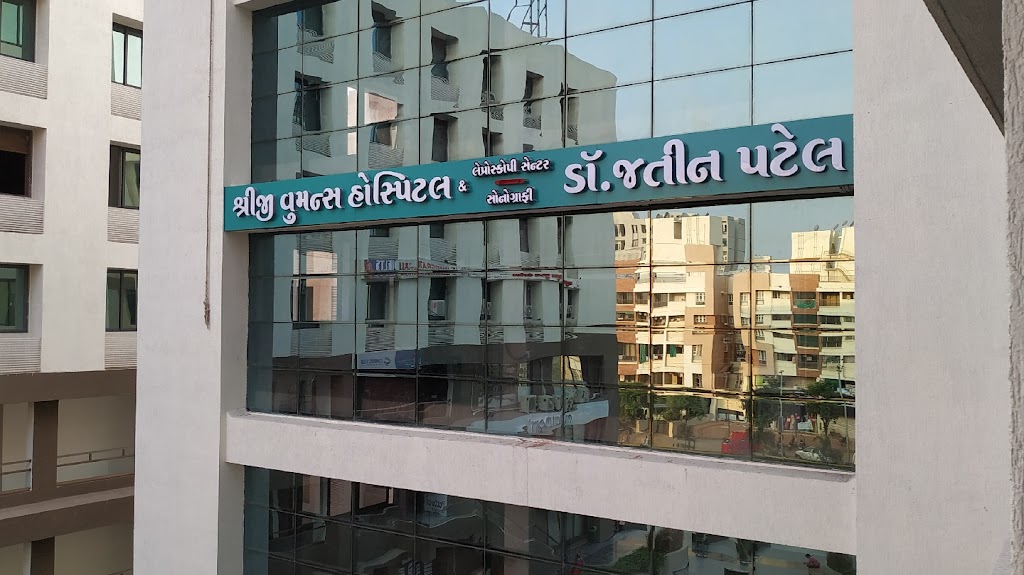 શ્રીજી વુમન્સ હોસ્પિટલ &
લેપ્રોસ્કોપી સેન્ટર
સોનોગ્રાફી
ડૉ. જતીન પટેલ